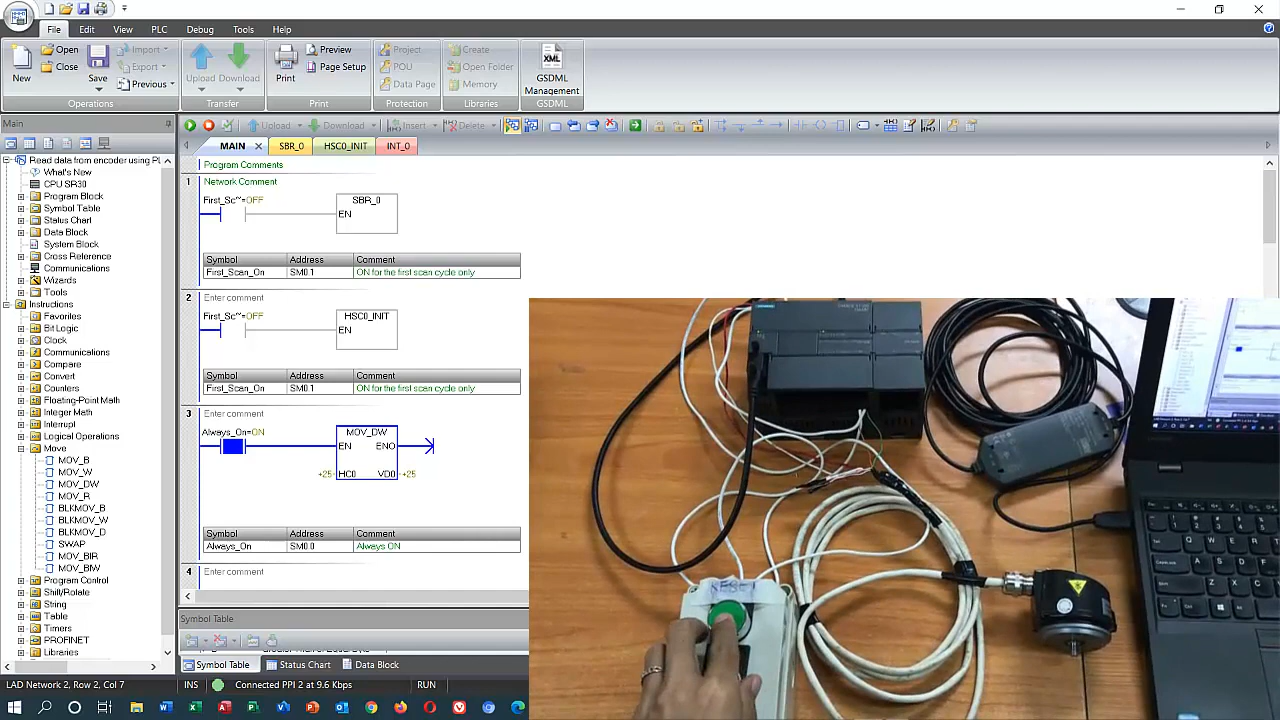 File Edit View PLC Debug Tools Help
New Open Close Save Import Export Previous
Upload Download
Print Preview Page Setup
Project POU Data Page
Create Open Folder Memory
XML GSDML Management
Operations Transfer Print Protection Libraries GSDML
Main
Upload Download Insert Delete
MAIN SBR_0 HSC0_INIT INT_0
Read data from encoder using PL
What's New
CPU SR30
Program Block
Symbol Table
Status Chart
Data Block
System Block
Cross Reference
Communications
Wizards
Tools
Instructions
Favorites
Bit Logic
Clock
Communications
Compare
Convert
Counters
Floating-Point Math
Integer Math
Interrupt
Logical Operations
Move
MOV_B
MOV_W
MOV_DW
MOV_R
BLKMOV_B
BLKMOV_W
BLKMOV_D
SWAP
MOV_BIR
MOV_BIW
Program Control
Shift/Rotate
String
Table
Timers
PROFINET
Libraries
Program Comments
1 Network Comment
First_Sc~=OFF SBR_0
EN
Symbol Address Comment
First_Scan_On SM0.1 ON for the first scan cycle only
2 Enter comment
First_Sc~=OFF HSC0_INIT
EN
Symbol Address Comment
First_Scan_On SM0.1 ON for the first scan cycle only
3 Enter comment
Always_On=ON MOV_DW
EN ENO
+25 HC0 VD0 +25
Symbol Address Comment
Always_On SM0.0 Always ON
4 Enter comment
Symbol Table
Symbol Table Status Chart Data Block
LAD Network 2, Row 2, Col 7 INS Connected PPI 2 at 9.6 Kbps RUN
SIEMENS
RESET